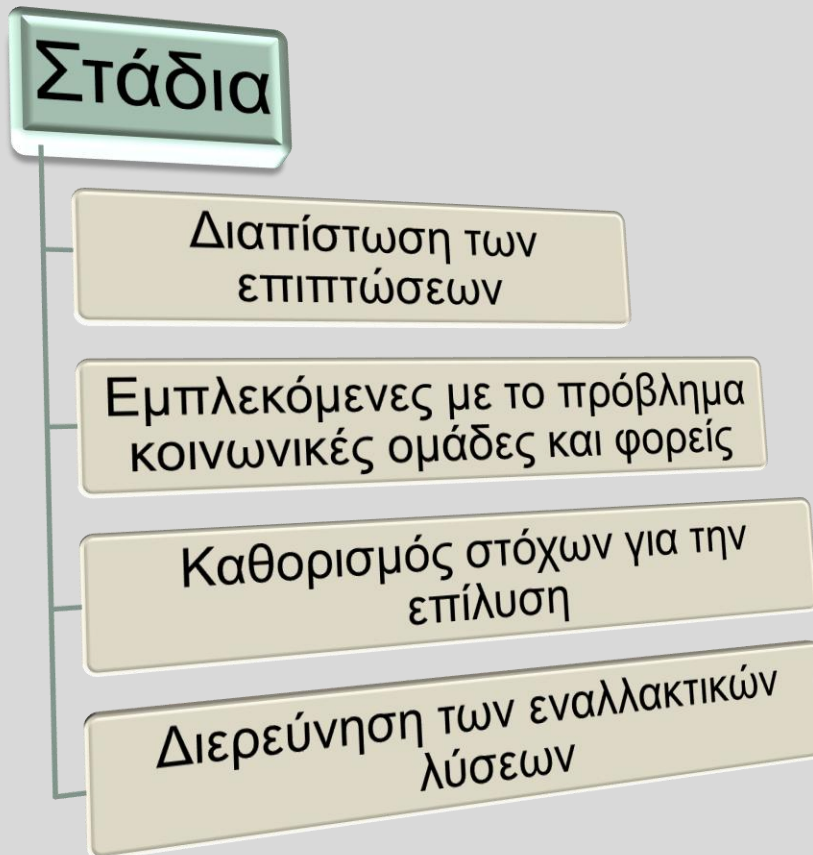 Στάδια
Διαπίστωση των
επιπτώσεων
Εμπλεκόμενες με το πρόβλημα
κοινωνικές ομάδες και φορείς
Καθορισμός στόχων για την
επίλυση
Διερεύνηση των εναλλακτικών
λύσεων